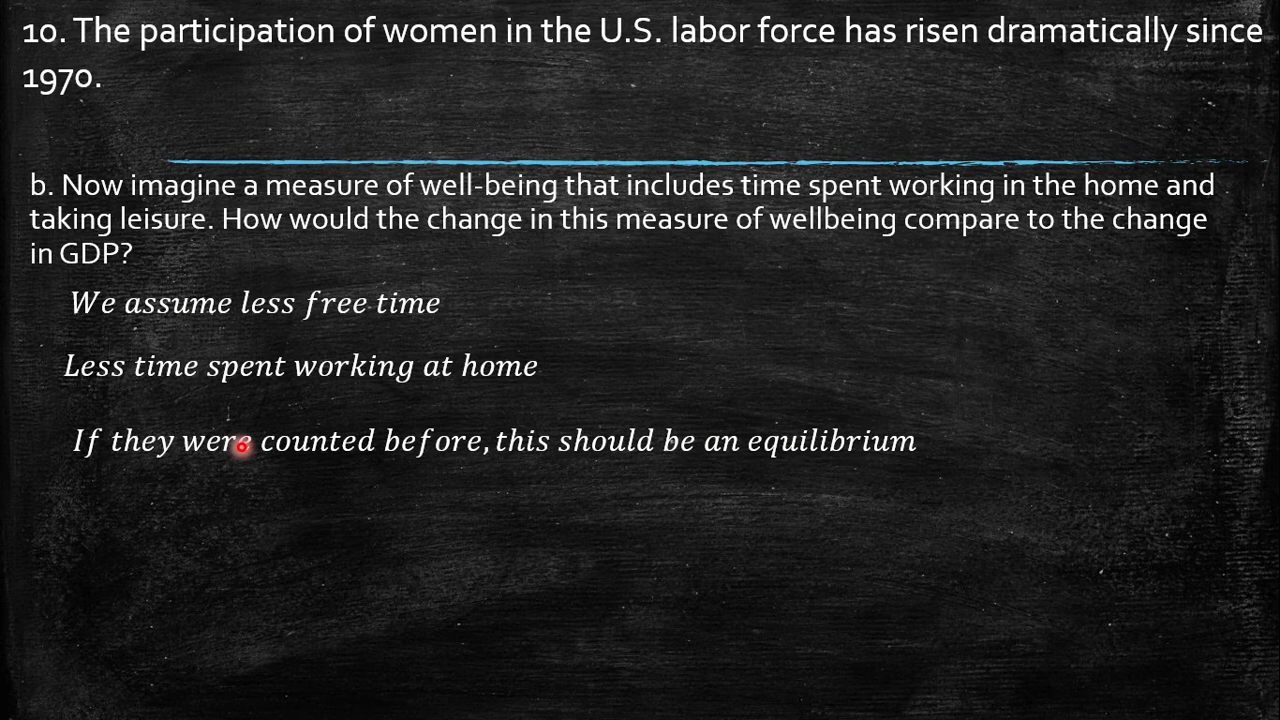 10. The participation of women in the U.S. labor force has risen dramatically since
1970.
b. Now imagine a measure of well-being that includes time spent working in the home and
taking leisure. How would the change in this measure of wellbeing compare to the change
in GDP?
We assume less free time
Less time spent working at home
If they were counted before, this should be an equilibrium